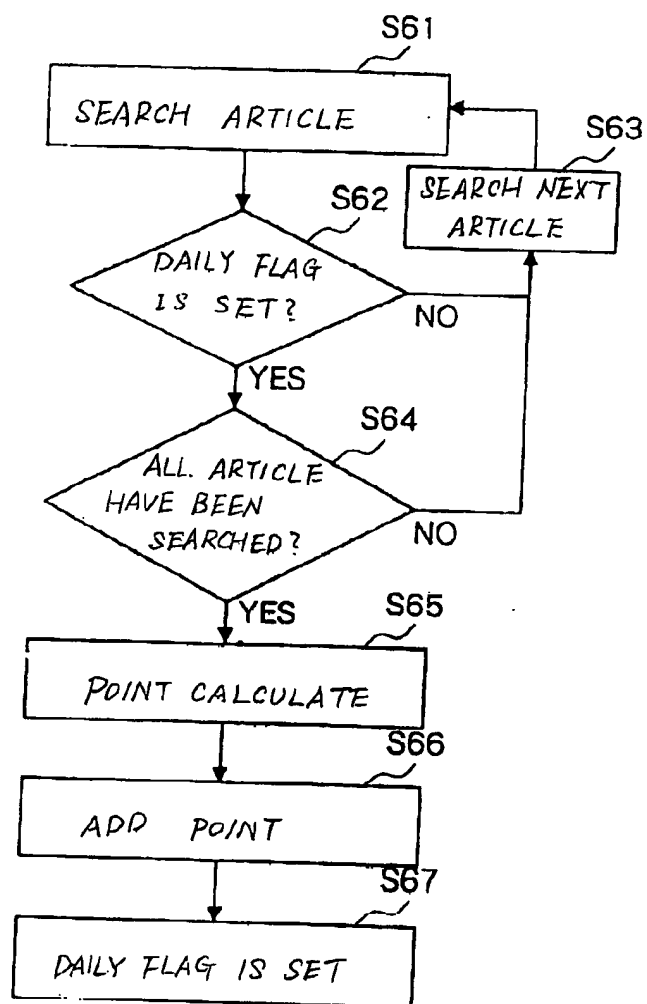 S61
SEARCH ARTICLE
S63
SEARCH NEXT
ARTICLE
S62
DAILY FLAG
IS SET?
NO
YES
S64
ALL. ARTICLE
HAVE BEEN
SEARCHED?
NO
YES
S65
POINT CALCULATE
S66
ADD POINT
S67
DAILY FLAG IS SET